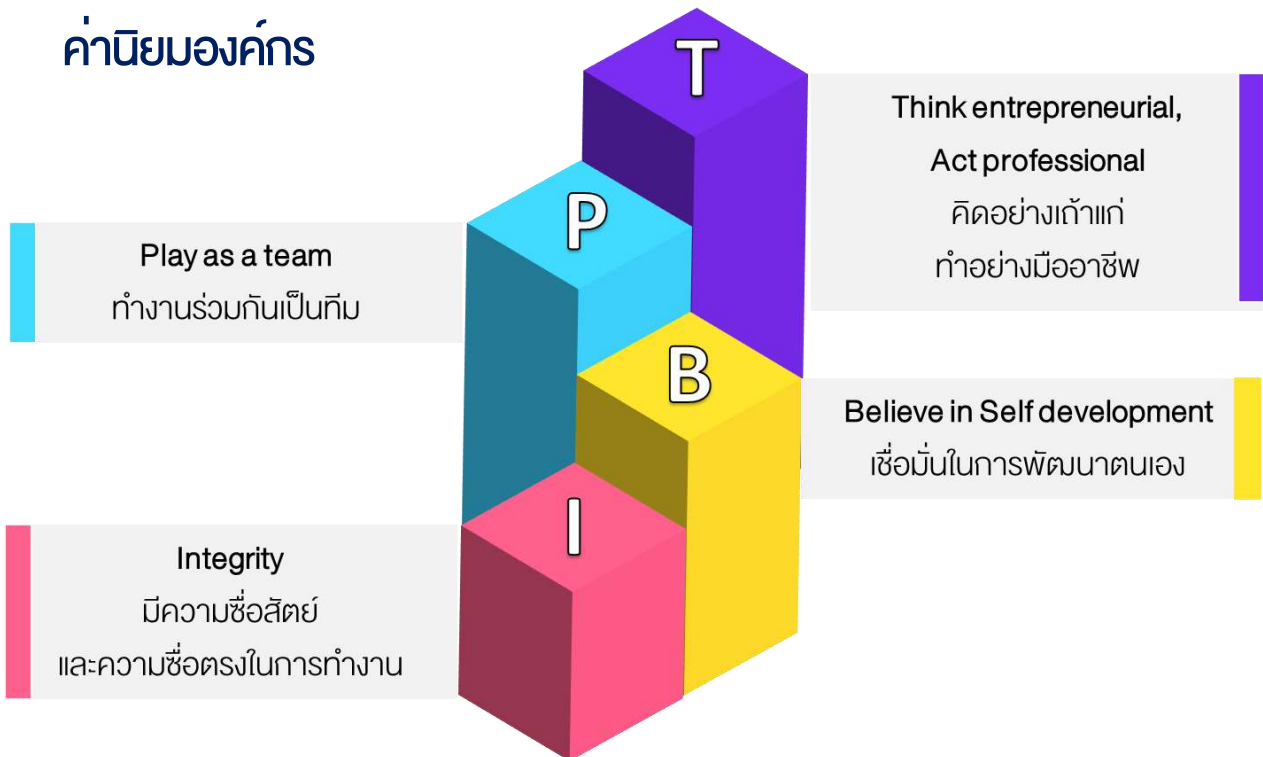 ค่านิยมองค์กร
T
Think entrepreneurial,
Act professional
คิดอย่างเถ้าแก่
ทำอย่างมืออาชีพ
P
Play as a team
ทำงานร่วมกันเป็นทีม
B
Believe in Self development
เชื่อมั่นในการพัฒนาตนเอง
I
Integrity
มีความซื่อสัตย์
และความซื่อตรงในการทำงาน